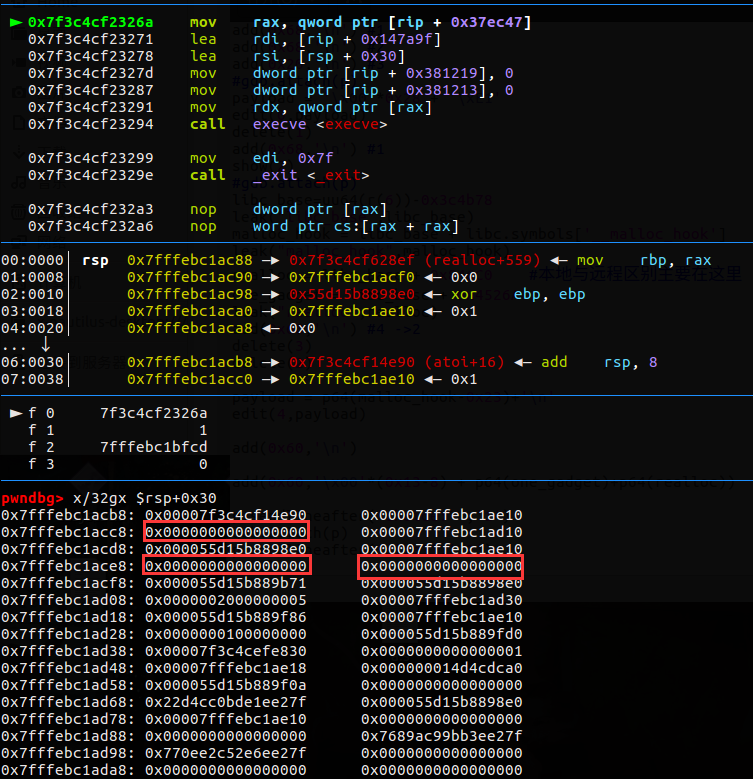 ► 0x7f3c4cf2326a mov rax, qword ptr [rip + 0x37ec47]
0x7f3c4cf23271 lea rdi, [rip + 0x147a9f]
0x7f3c4cf23278 lea rsi, [rsp + 0x30]
0x7f3c4cf2327d mov dword ptr [rip + 0x381219], 0
0x7f3c4cf23287 mov dword ptr [rip + 0x381213], 0
0x7f3c4cf23291 mov rdx, qword ptr [rax]
0x7f3c4cf23294 call execve <execve>
0x7f3c4cf23299 mov edi, 0x7f
0x7f3c4cf2329e call _exit <_exit>
0x7f3c4cf232a3 nop dword ptr [rax]
0x7f3c4cf232a6 nop word ptr cs:[rax + rax]
00:0000│ rsp 0x7fffebc1ac88 —▸ 0x7f3c4cf628ef (realloc+559) ◂— mov rbp, rax
01:0008│ 0x7fffebc1ac90 —▸ 0x7fffebc1acf0 ◂— 0x0
02:0010│ 0x7fffebc1ac98 —▸ 0x55d15b8898e0 ◂— xor ebp, ebp
03:0018│ 0x7fffebc1aca0 —▸ 0x7fffebc1ae10 ◂— 0x1
04:0020│ 0x7fffebc1aca8 ◂— 0x0
... ↓
06:0030│ 0x7fffebc1acb8 —▸ 0x7f3c4cf14e90 (atoi+16) ◂— add rsp, 8
07:0038│ 0x7fffebc1acc0 —▸ 0x7fffebc1ae10 ◂— 0x1
► f 0 7f3c4cf2326a
f 1 1
f 2 7fffebc1bfcd
f 3 0
pwndbg> x/32gx $rsp+0x30
0x7fffebc1acb8: 0x00007f3c4cf14e90 0x00007fffebc1ae10
0x7fffebc1acc8: 0x0000000000000000 0x00007fffebc1ad10
0x7fffebc1acd8: 0x000055d15b8898e0 0x00007fffebc1ae10
0x7fffebc1ace8: 0x0000000000000000 0x0000000000000000
0x7fffebc1acf8: 0x000055d15b889b71 0x000055d15b8898e0
0x7fffebc1ad08: 0x0000002000000005 0x00007fffebc1ad30
0x7fffebc1ad18: 0x000055d15b889f86 0x00007fffebc1ae10
0x7fffebc1ad28: 0x0000000100000000 0x000055d15b889fd0
0x7fffebc1ad38: 0x00007f3c4cefe830 0x0000000000000001
0x7fffebc1ad48: 0x00007fffebc1ae18 0x000000014d4cdca0
0x7fffebc1ad58: 0x000055d15b889f0a 0x0000000000000000
0x7fffebc1ad68: 0x22d4cc0bde1ee27f 0x000055d15b8898e0
0x7fffebc1ad78: 0x00007fffebc1ae10 0x0000000000000000
0x7fffebc1ad88: 0x0000000000000000 0x7689ac99bb3ee27f
0x7fffebc1ad98: 0x770ee2c52e6ee27f 0x0000000000000000
0x7fffebc1ada8: 0x0000000000000000 0x0000000000000000